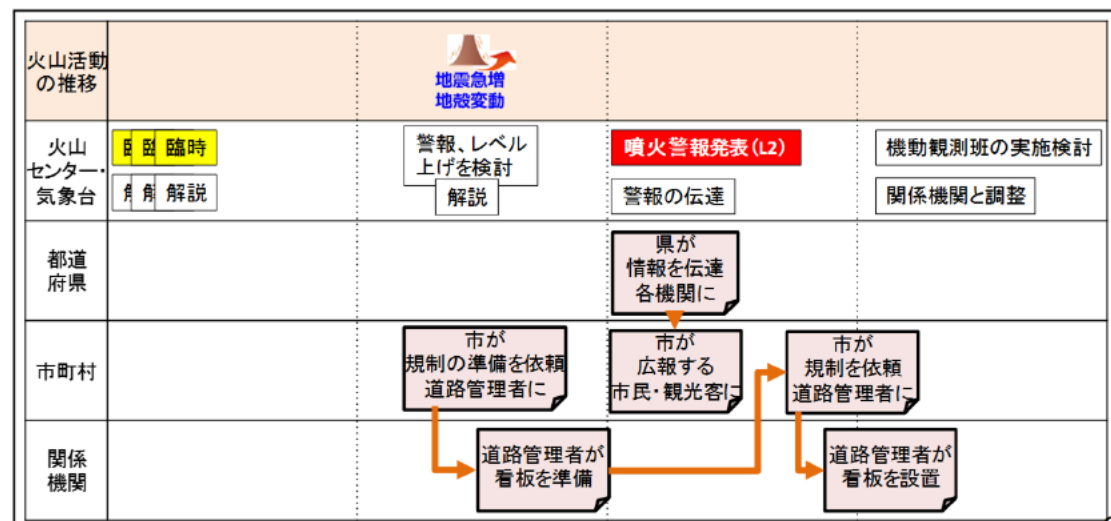 火山活動
の推移
地震急増
地殻変動
火山
センター・
気象台
臨
臨
臨時
解
解
解説
警報、レベル
上げを検討
解説
噴火警報発表(L2)
警報の伝達
機動観測班の実施検討
関係機関と調整
都道
府県
県が
情報を伝達
各機関に
市町村
市が
規制の準備を依頼
道路管理者に
市が
広報する
市民・観光客に
市が
規制を依頼
道路管理者に
関係
機関
道路管理者が
看板を準備
道路管理者が
看板を設置